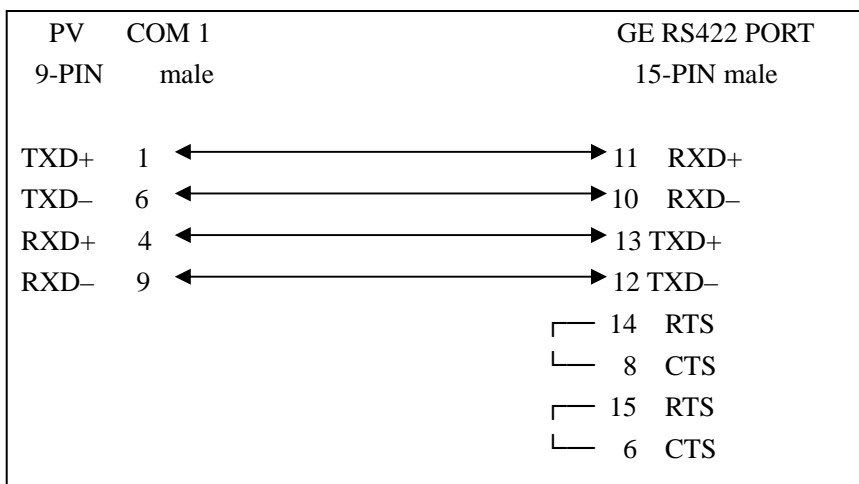 PV COM 1 GE RS422 PORT
9-PIN male 15-PIN male
TXD+ 1 11 RXD+
TXD– 6 10 RXD–
RXD+ 4 13 TXD+
RXD– 9 12 TXD–
14 RTS
8 CTS
15 RTS
6 CTS